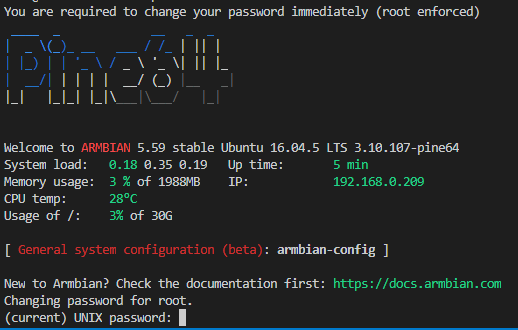 You are required to change your password immediately (root enforced)
Pine64
Welcome to ARMBIAN 5.59 stable Ubuntu 16.04.5 LTS 3.10.107-pine64
System load: 0.18 0.35 0.19 Up time: 5 min
Memory usage: 3 % of 1988MB IP: 192.168.0.209
CPU temp: 28°C
Usage of /: 3% of 30G
[ General system configuration (beta): armbian-config ]
New to Armbian? Check the documentation first: https://docs.armbian.com
Changing password for root.
(current) UNIX password: